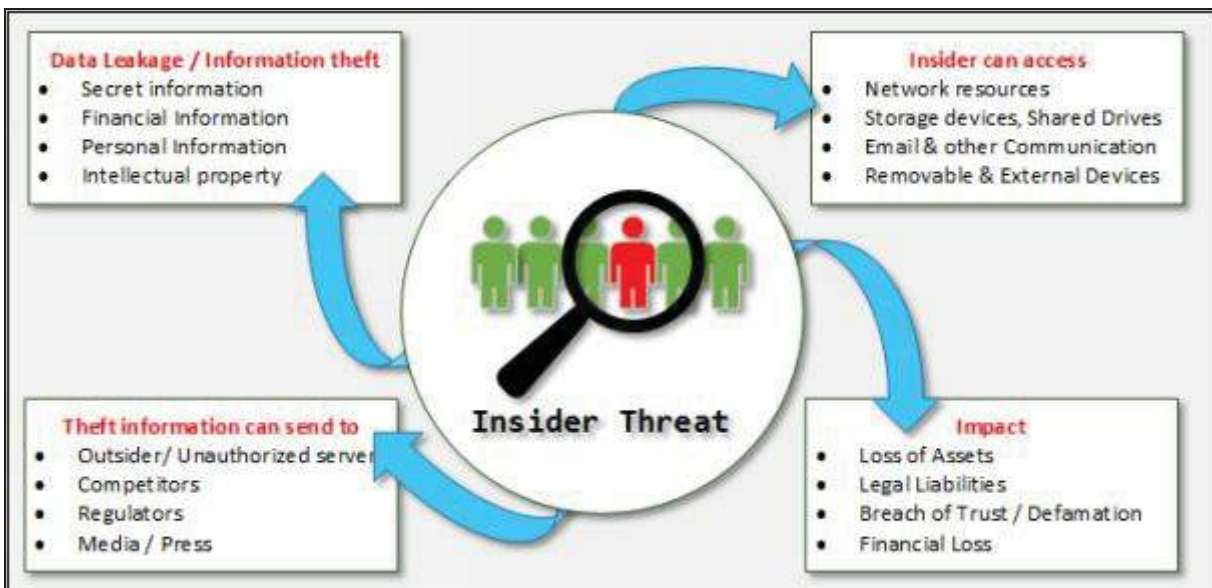 Data Leakage / Information theft
• Secret information
• Financial Information
• Personal Information
• Intellectual property
Insider can access
• Network resources
• Storage devices, Shared Drives
• Email & other Communication
• Removable & External Devices
Insider Threat
Theft information can send to
• Outsider/ Unauthorized server
• Competitors
• Regulators
• Media / Press
Impact
• Loss of Assets
• Legal Liabilities
• Breach of Trust / Defamation
• Financial Loss